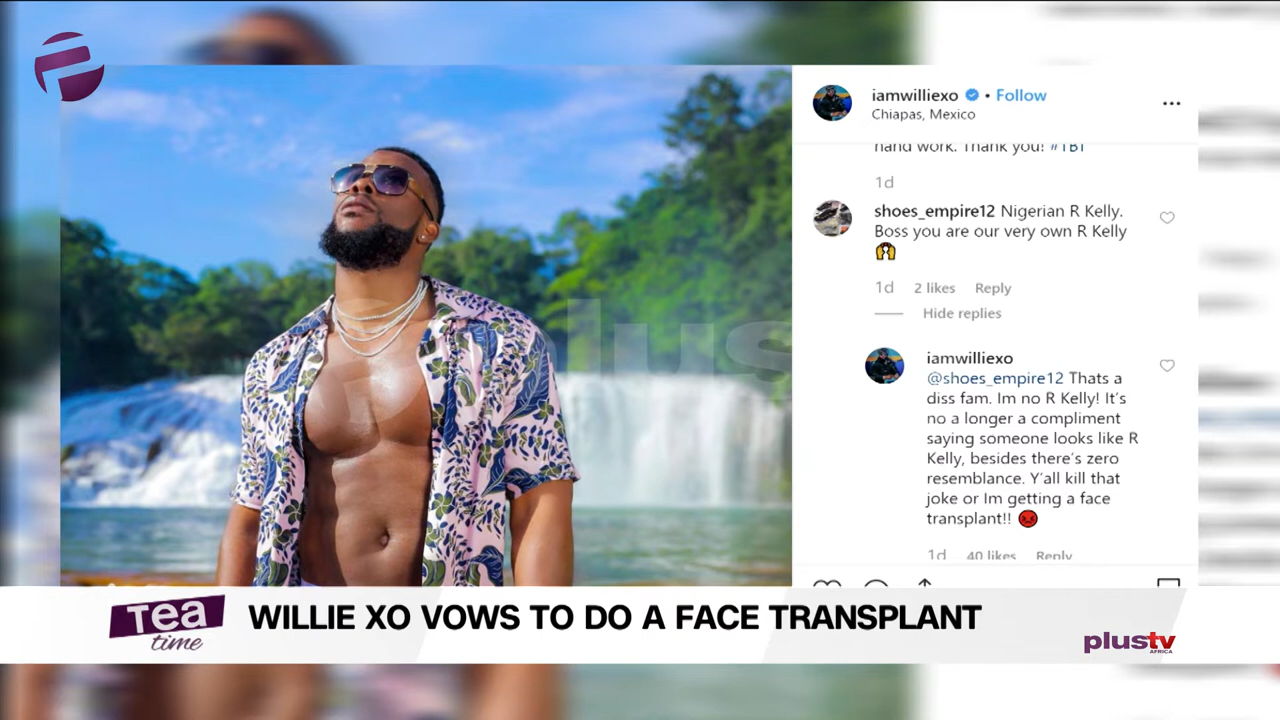 iamwilliexo • Follow
Chiapas, Mexico
hand work. Thank you! #TBT
1d
shoes_empire12 Nigerian R Kelly.
Boss you are our very own R Kelly
1d 2 likes Reply
Hide replies
iamwilliexo
@shoes_empire12 Thats a
diss fam. Im no R Kelly! It's
no a longer a compliment
saying someone looks like R
Kelly, besides there's zero
resemblance. Y'all kill that
joke or Im getting a face
transplant!!
1d 40 likes Reply
plus
Tea
time
WILLIE XO VOWS TO DO A FACE TRANSPLANT
plustv
AFRICA